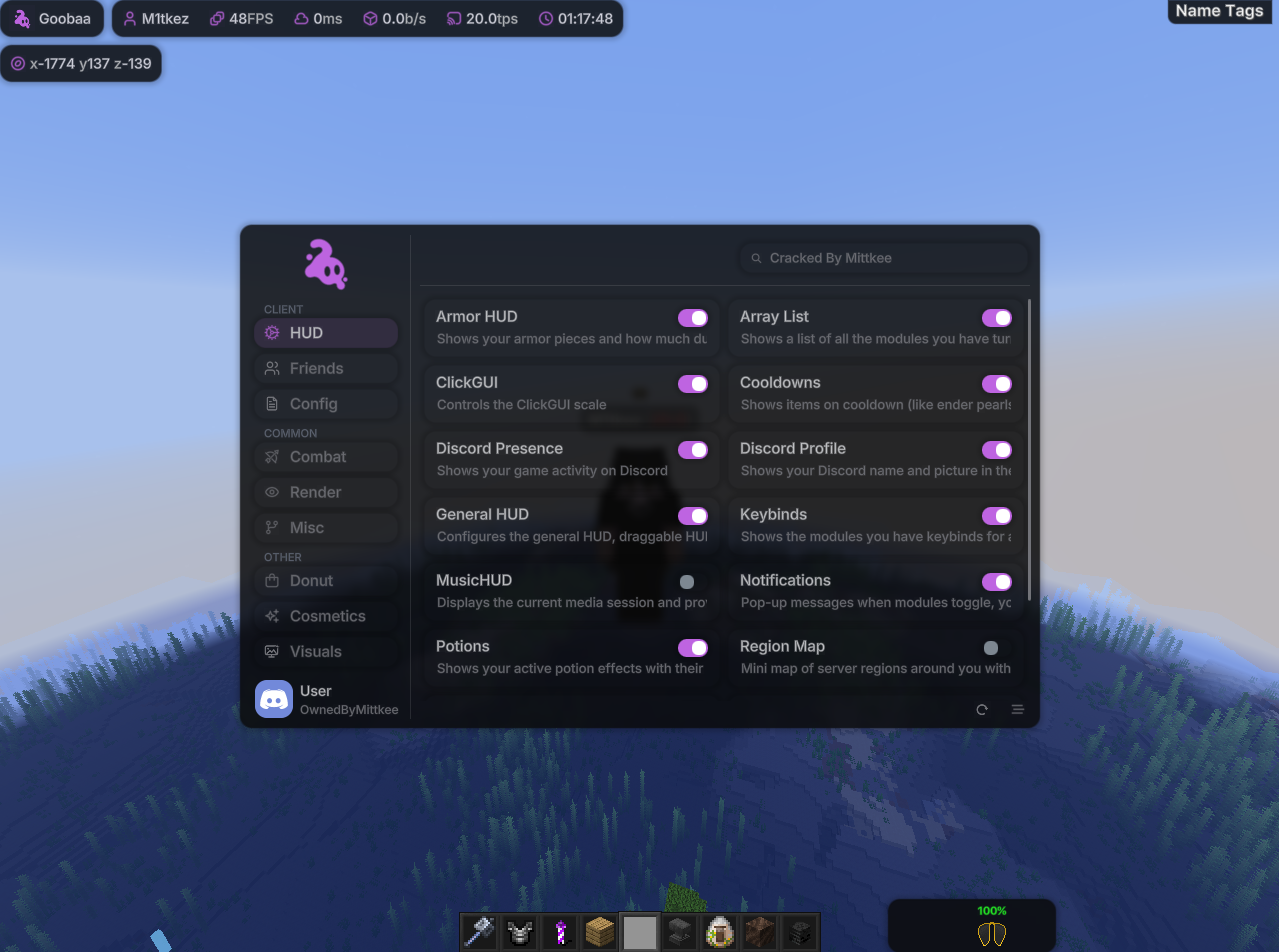 Goobaa
M1tkez
48FPS
0ms
0.0b/s
20.0tps
01:17:48
Name Tags
x-1774 y137 z-139
Cracked By Mittkee
CLIENT
HUD
Friends
Config
COMMON
Combat
Render
Misc
OTHER
Donut
Cosmetics
Visuals
User
OwnedByMittkee
Armor HUD
Shows your armor pieces and how much du
Array List
Shows a list of all the modules you have tur
ClickGUI
Controls the ClickGUI scale
Cooldowns
Shows items on cooldown (like ender pearls
Discord Presence
Shows your game activity on Discord
Discord Profile
Shows your Discord name and picture in the
General HUD
Configures the general HUD, draggable HUI
Keybinds
Shows the modules you have keybinds for a
MusicHUD
Displays the current media session and prov
Notifications
Pop-up messages when modules toggle, yo
Potions
Shows your active potion effects with their
Region Map
Mini map of server regions around you with
100%